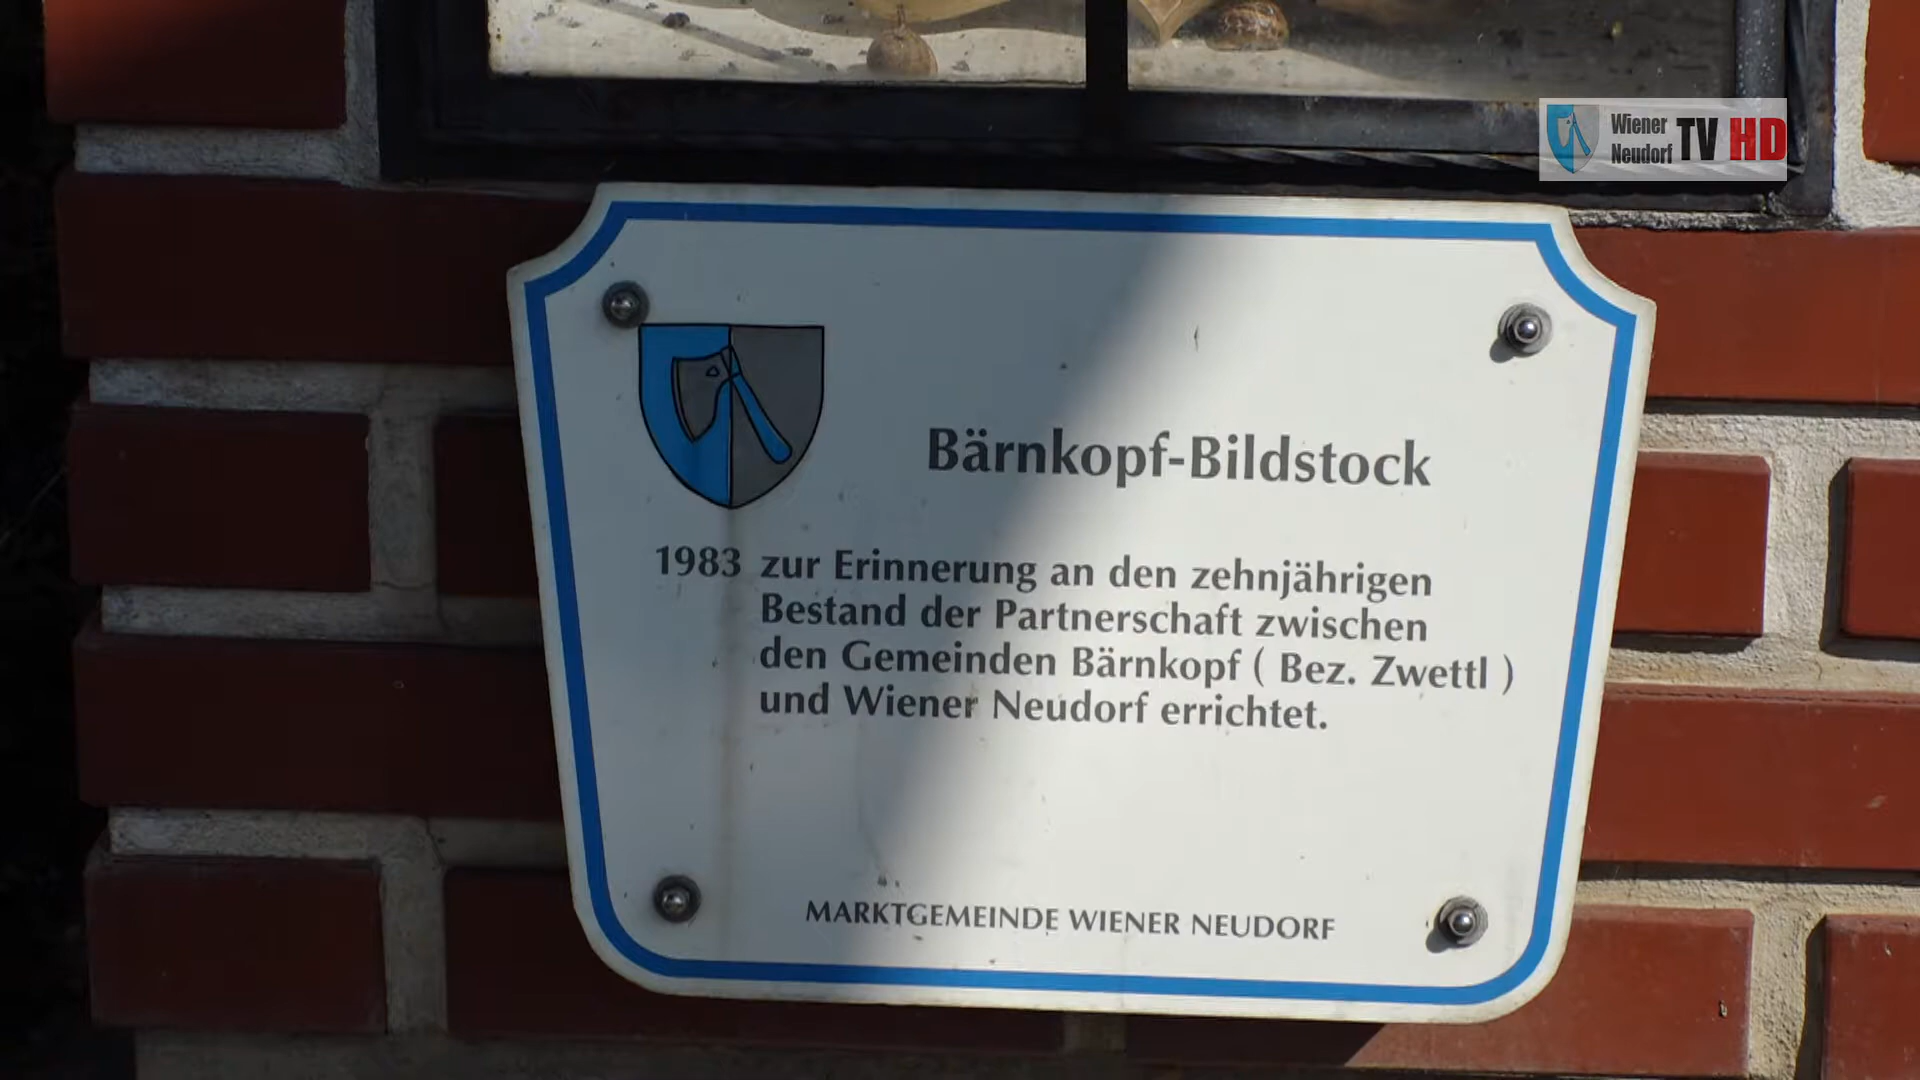 Wiener
Neudorf TV HD
Bärnkopf-Bildstock
1983 zur Erinnerung an den zehnjährigen
Bestand der Partnerschaft zwischen
den Gemeinden Bärnkopf ( Bez. Zwettl )
und Wiener Neudorf errichtet.
MARKTGEMEINDE WIENER NEUDORF